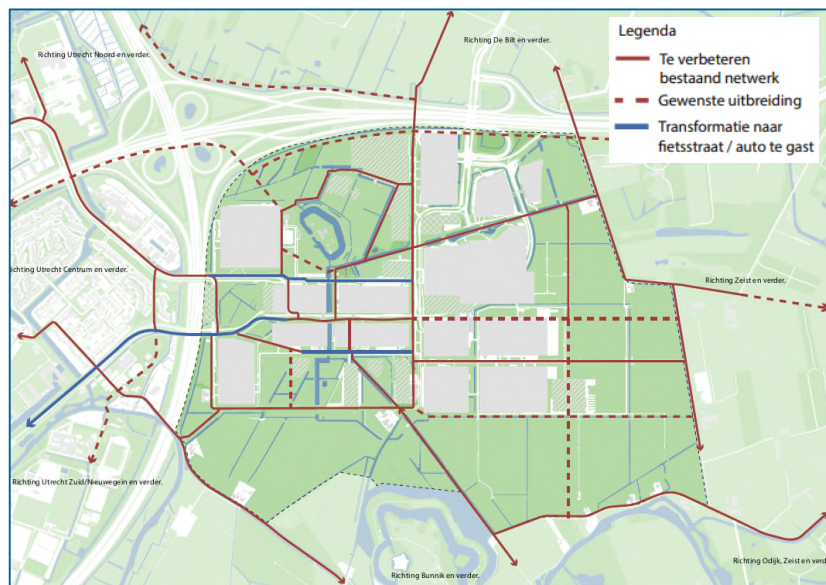 Legenda
Te verbeteren
bestaand netwerk
Gewenste uitbreiding
Transformatie naar
fietsstraat / auto te gast
Richting De Bilt en verder.
Richting Utrecht Noord en verder.
Richting Utrecht Centrum en verder.
Richting Zeist en verder.
Richting Utrecht Zuid/Nieuwegein en verder.
Richting Odijk, Zeist en verd
Richting Bunnik en verder.